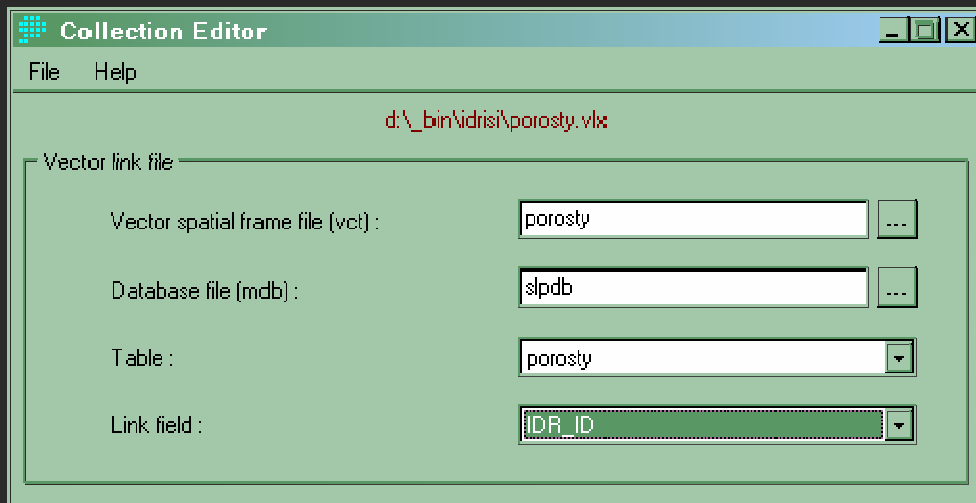 Collection Editor
File Help
d:\_bin\idrisi\porosty.vlx
Vector link file
Vector spatial frame file (vct) : porosty ...
Database file (mdb) : slpdb ...
Table : porosty
Link field : IDR_ID